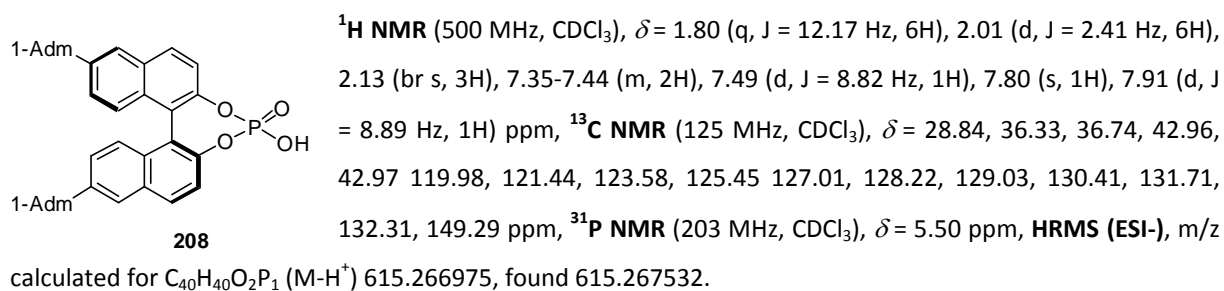 1-Adm
1-Adm
O
O
P
O
OH
208
¹H NMR (500 MHz, CDCl₃), δ = 1.80 (q, J = 12.17 Hz, 6H), 2.01 (d, J = 2.41 Hz, 6H),
2.13 (br s, 3H), 7.35-7.44 (m, 2H), 7.49 (d, J = 8.82 Hz, 1H), 7.80 (s, 1H), 7.91 (d, J
= 8.89 Hz, 1H) ppm, ¹³C NMR (125 MHz, CDCl₃), δ = 28.84, 36.33, 36.74, 42.96,
42.97 119.98, 121.44, 123.58, 125.45 127.01, 128.22, 129.03, 130.41, 131.71,
132.31, 149.29 ppm, ³¹P NMR (203 MHz, CDCl₃), δ = 5.50 ppm, HRMS (ESI-), m/z
calculated for C₄₀H₄₀O₂P₁ (M-H⁺) 615.266975, found 615.267532.